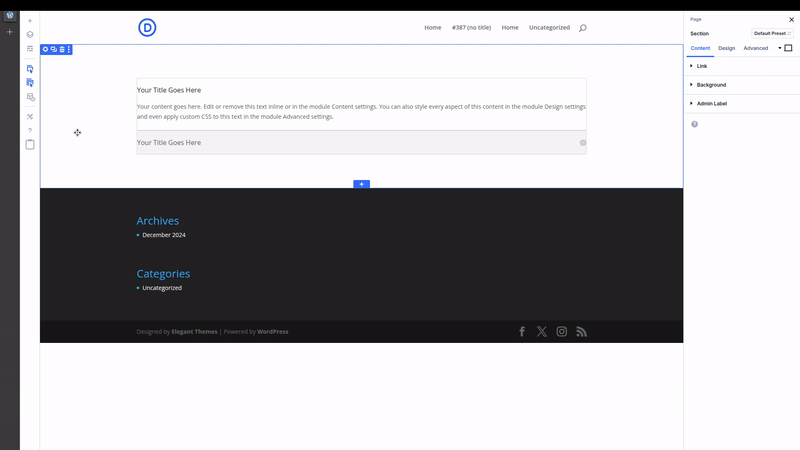 Page
Section
Default Preset
Content Design Advanced
Link
Background
Admin Label
D
Home #387 (no title) Home Uncategorized
Your Title Goes Here
Your content goes here. Edit or remove this text inline or in the module Content settings. You can also style every aspect of this content in the module Design settings
and even apply custom CSS to this text in the module Advanced settings.
Your Title Goes Here
Archives
December 2024
Categories
Uncategorized
Designed by Elegant Themes | Powered by WordPress